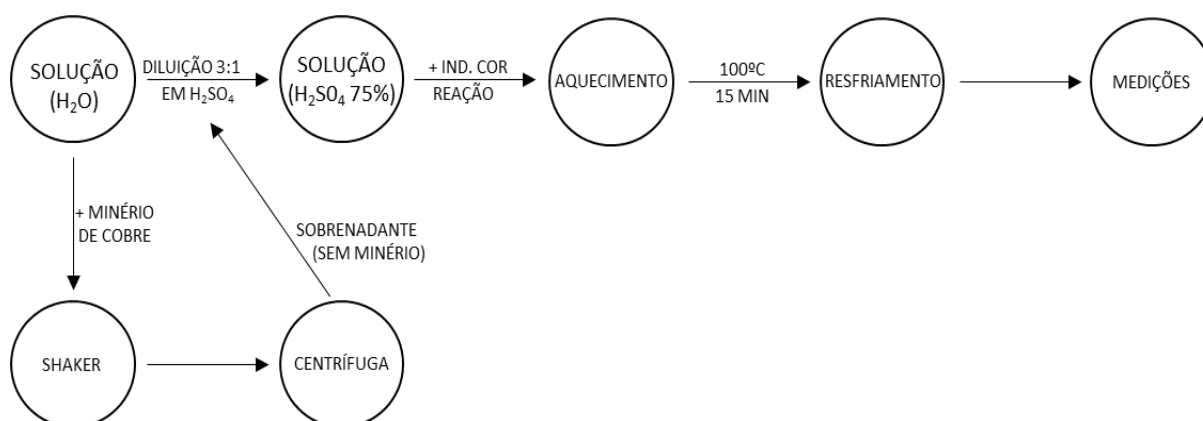 SOLUÇÃO
(H₂O)
DILUIÇÃO 3:1
EM H₂SO₄
SOLUÇÃO
(H₂S0₄ 75%)
+ IND. COR
REAÇÃO
AQUECIMENTO
100ºC
15 MIN
RESFRIAMENTO
MEDIÇÕES
+ MINÉRIO
DE COBRE
SOBRENADANTE
(SEM MINÉRIO)
SHAKER
CENTRÍFUGA